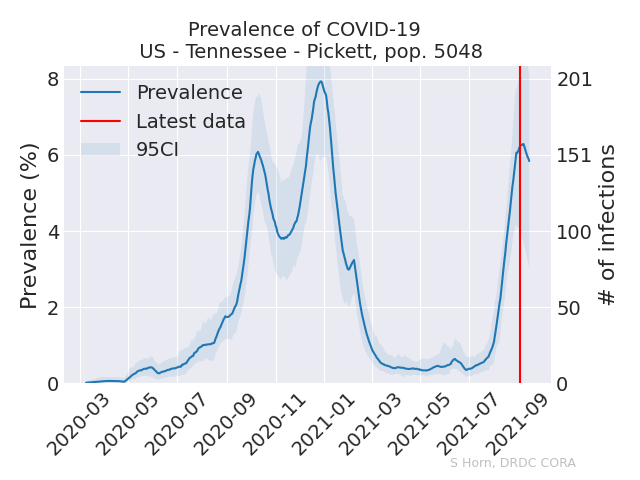 Prevalence of COVID-19
US - Tennessee - Pickett, pop. 5048
Prevalence
Latest data
95CI
Prevalence (%)
8
6
4
2
0
201
151
100
50
0
# of infections
2020-03
2020-05
2020-07
2020-09
2020-11
2021-01
2021-03
2021-05
2021-07
2021-09
S Horn, DRDC CORA